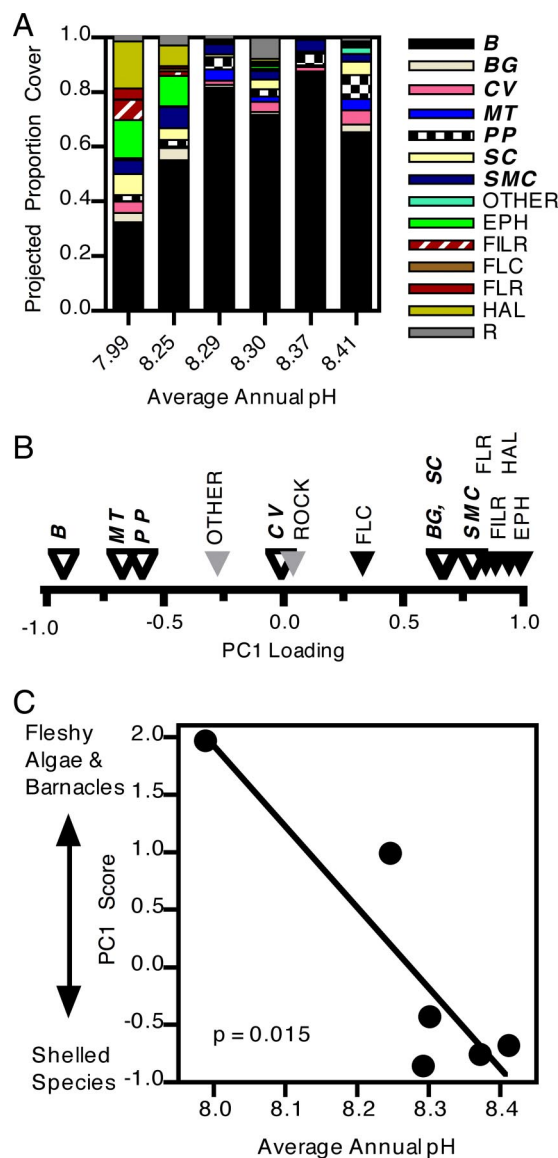 A
Projected Proportion Cover
1.0
0.8
0.6
0.4
0.2
0.0
7.99
8.25
8.29
8.30
8.37
8.41
Average Annual pH
B
BG
CV
MT
PP
SC
SMC
OTHER
EPH
FILR
FLC
FLR
HAL
R
B
B
MT
PP
OTHER
CV
ROCK
FLC
BG, SC
SMC
FLR
FILR
HAL
EPH
-1.0
-0.5
0.0
0.5
1.0
PC1 Loading
C
Fleshy
Algae &
Barnacles
Shelled
Species
PC1 Score
2.0
1.5
1.0
0.5
0.0
-0.5
-1.0
p = 0.015
8.0
8.1
8.2
8.3
8.4
Average Annual pH